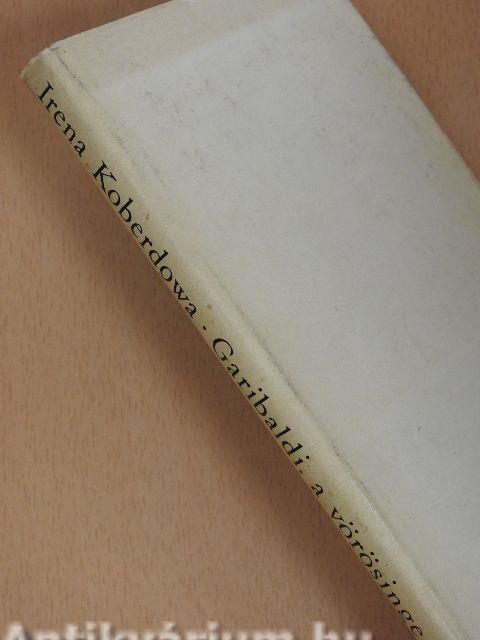 Irena Koberdowa · Garibaldi, a vörösinge
Antikvárium.hu